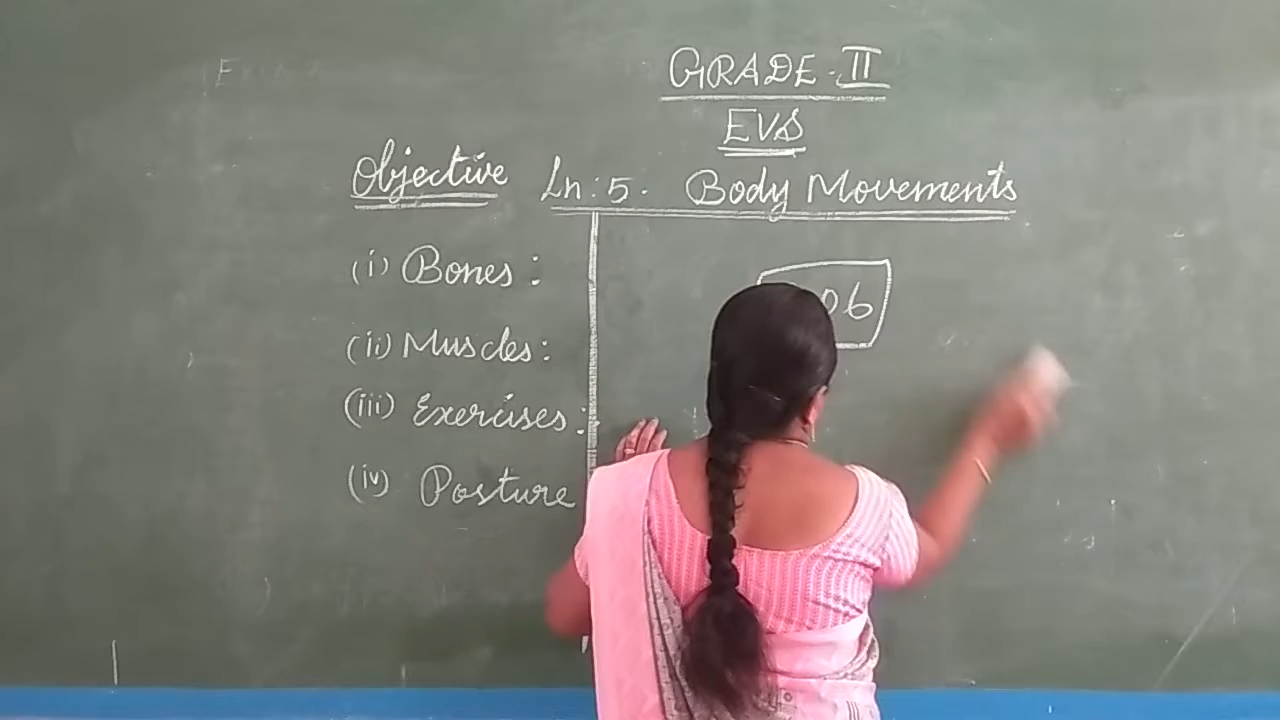 GRADE-II
EVS
Objective
Ln:5. Body Movements
(i) Bones:
(ii) Muscles:
(iii) Exercises:
(iv) Posture
06